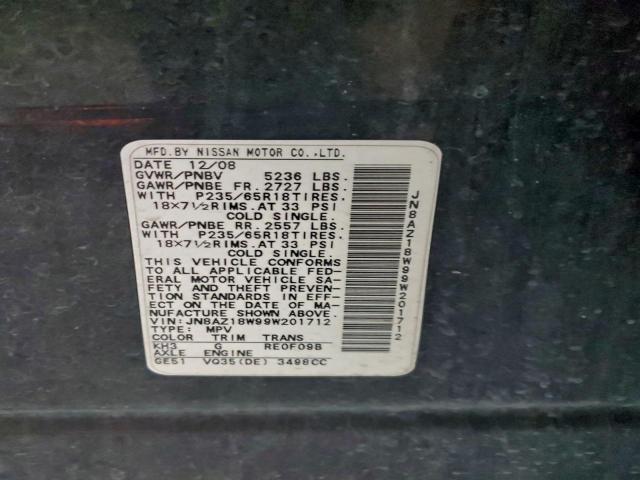 MFD.BY NISSAN MOTOR CO.,LTD.
DATE 12/08
GVWR/PNBV 5236 LBS.
GAWR/PNBE FR. 2727 LBS.
WITH P235/65R18TIRES.
18×7½RIMS.AT 33 PSI
COLD SINGLE.
GAWR/PNBE RR. 2557 LBS.
WITH P235/65R18TIRES.
18×7½RIMS.AT 33 PSI
COLD SINGLE.
THIS VEHICLE CONFORMS
TO ALL APPLICABLE FED-
ERAL MOTOR VEHICLE SA-
FETY AND THEFT PREVEN-
TION STANDARDS IN EFF-
ECT ON THE DATE OF MA-
NUFACTURE SHOWN ABOVE.
VIN:JN8AZ18W99W201712
TYPE: MPV
COLOR TRIM TRANS
KH3 G RE0F09B
AXLE ENGINE
GE51 VQ35(DE) 3498CC
JN8AZ18W99W201712